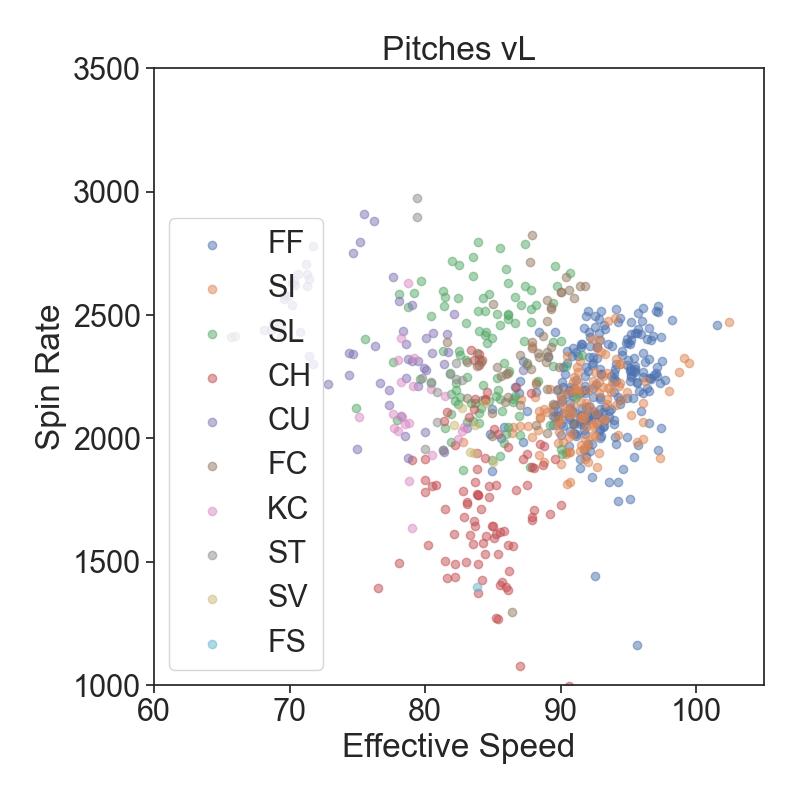 Pitches vL
3500
3000
2500
2000
1500
1000
Spin Rate
FF
SI
SL
CH
CU
FC
KC
ST
SV
FS
60
70
80
90
100
Effective Speed